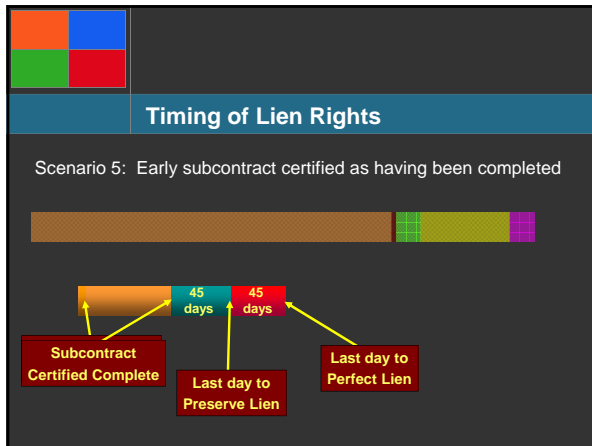 Timing of Lien Rights
Scenario 5: Early subcontract certified as having been completed
45
days
45
days
Subcontract
Certified Complete
Last day to
Preserve Lien
Last day to
Perfect Lien